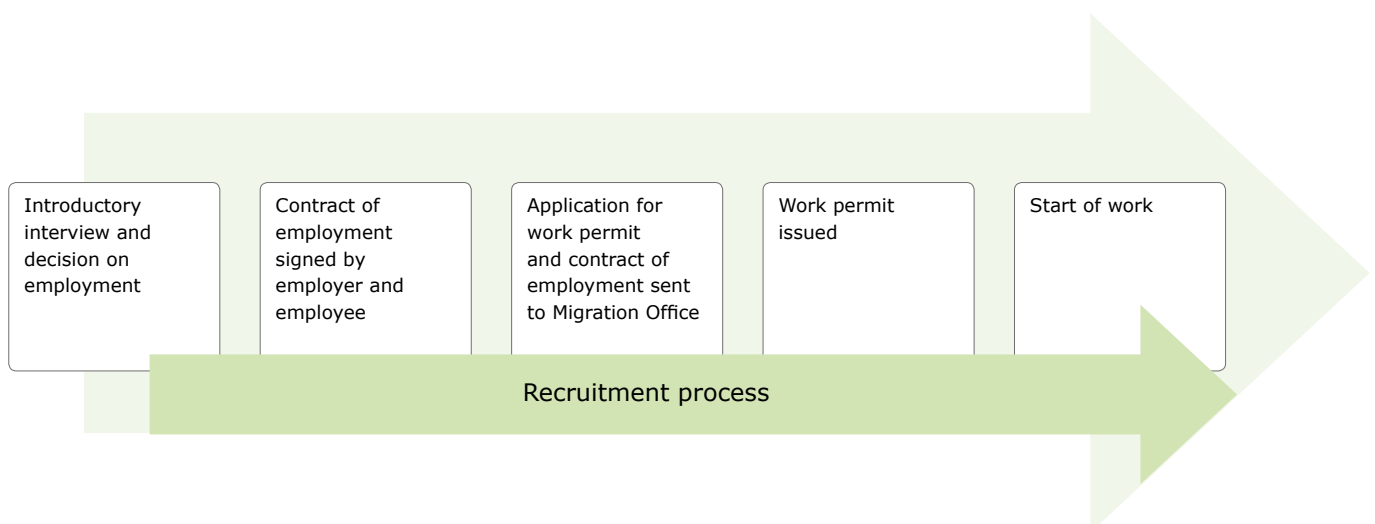 Introductory
interview and
decision on
employment
Contract of
employment
signed by
employer and
employee
Application for
work permit
and contract of
employment sent
to Migration Office
Work permit
issued
Start of work
Recruitment process